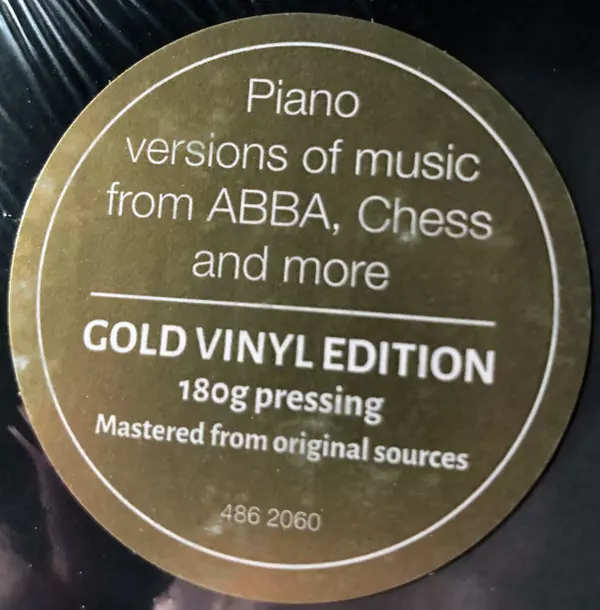 Piano
versions of music
from ABBA, Chess
and more
GOLD VINYL EDITION
180g pressing
Mastered from original sources
486 2060